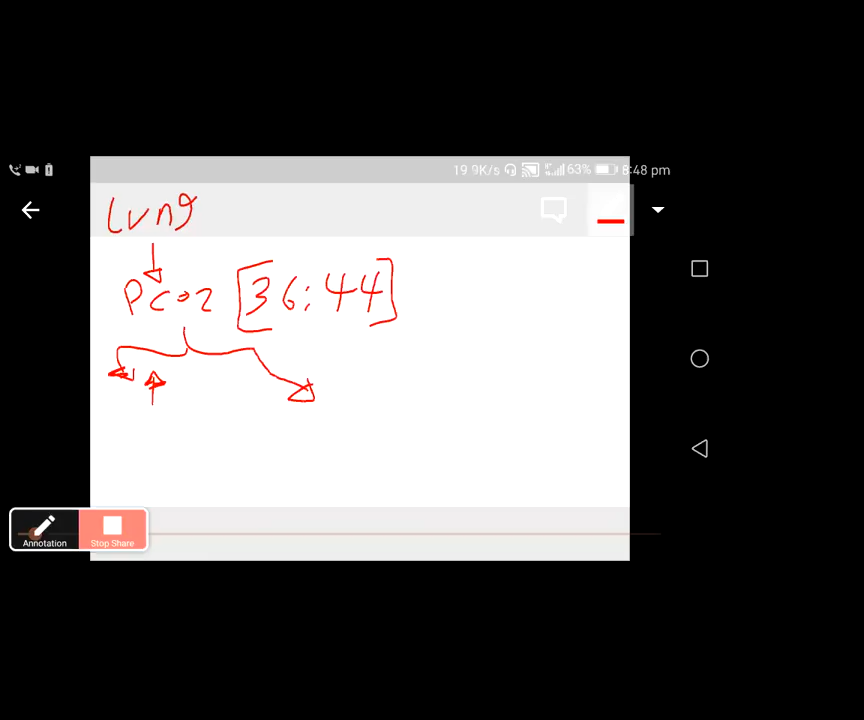 19.9K/s 63% 8:48 pm
Lung
Pco2 [36:44]
Annotation Stop Share